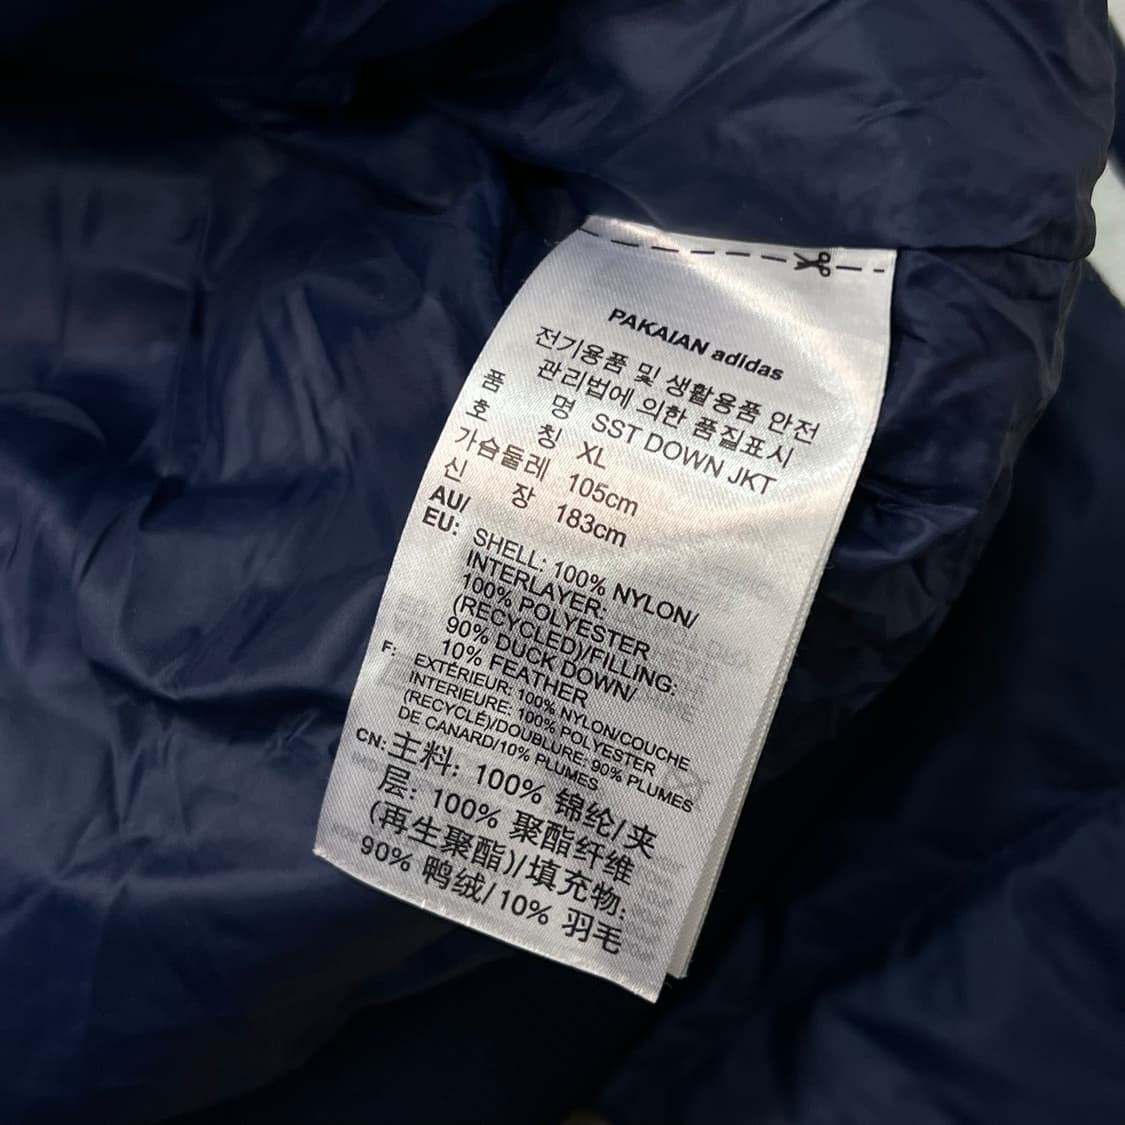 PAKAIAN adidas
전기용품 및 생활용품 안전
관리법에 의한 품질표시
품 명 SST DOWN JKT
호 칭 XL
가슴둘레 105cm
신 장 183cm
AU/
EU: SHELL: 100% NYLON/
INTERLAYER:
100% POLYESTER
(RECYCLED)/FILLING:
90% DUCK DOWN/
10% FEATHER
F: EXTÉRIEUR: 100% NYLON/COUCHE
INTERIEURE: 100% POLYESTER
(RECYCLÉ)/DOUBLURE: 90% PLUMES
DE CANARD/10% PLUMES
CN: 主料: 100% 锦纶/夹
层: 100% 聚酯纤维
(再生聚酯)/填充物:
90% 鸭绒/10% 羽毛